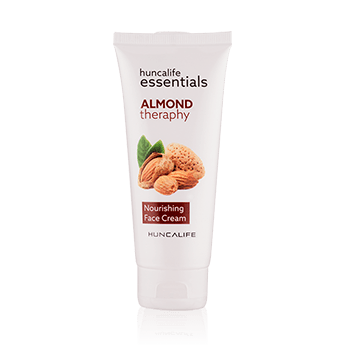 huncalife
essentials
ALMOND
theraphy
Nourishing
Face Cream
HUNCALIFE